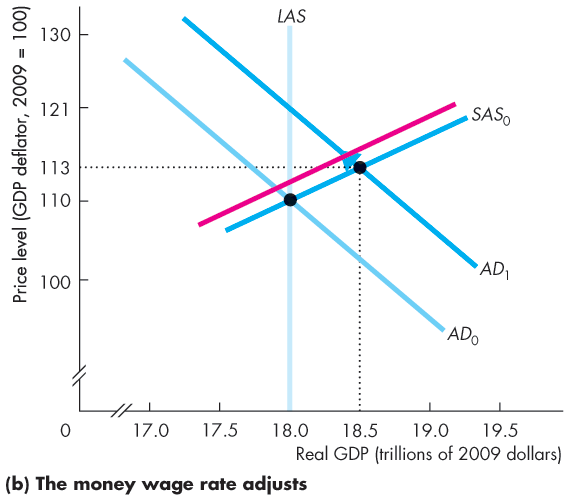 Price level (GDP deflator, 2009 = 100)
LAS
130
121
SAS0
113
110
100
AD1
AD0
0
17.0
17.5
18.0
18.5
19.0
19.5
Real GDP (trillions of 2009 dollars)
(b) The money wage rate adjusts